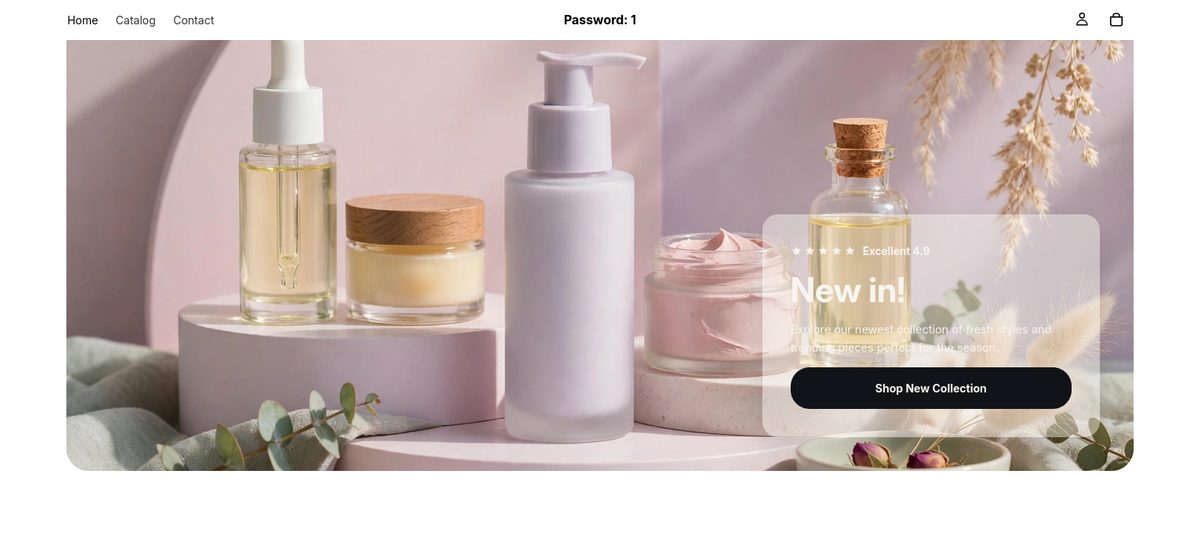 Home Catalog Contact
Password: 1
Excellent 4.9
New in!
Explore our newest collection of fresh styles and
trending pieces perfect for the season.
Shop New Collection